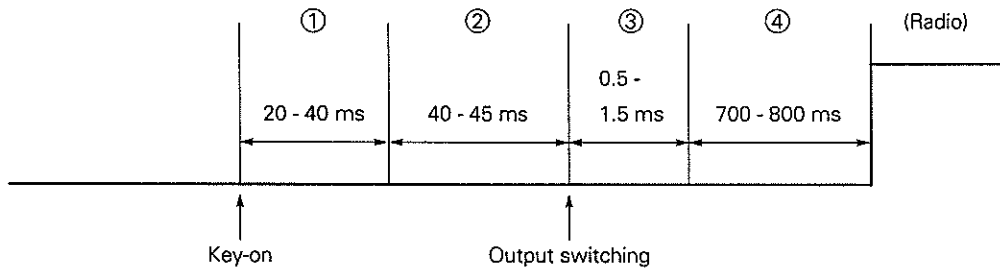 ① ② ③ ④ (Radio)
0.5 -
20 - 40 ms 40 - 45 ms 1.5 ms 700 - 800 ms
Key-on Output switching